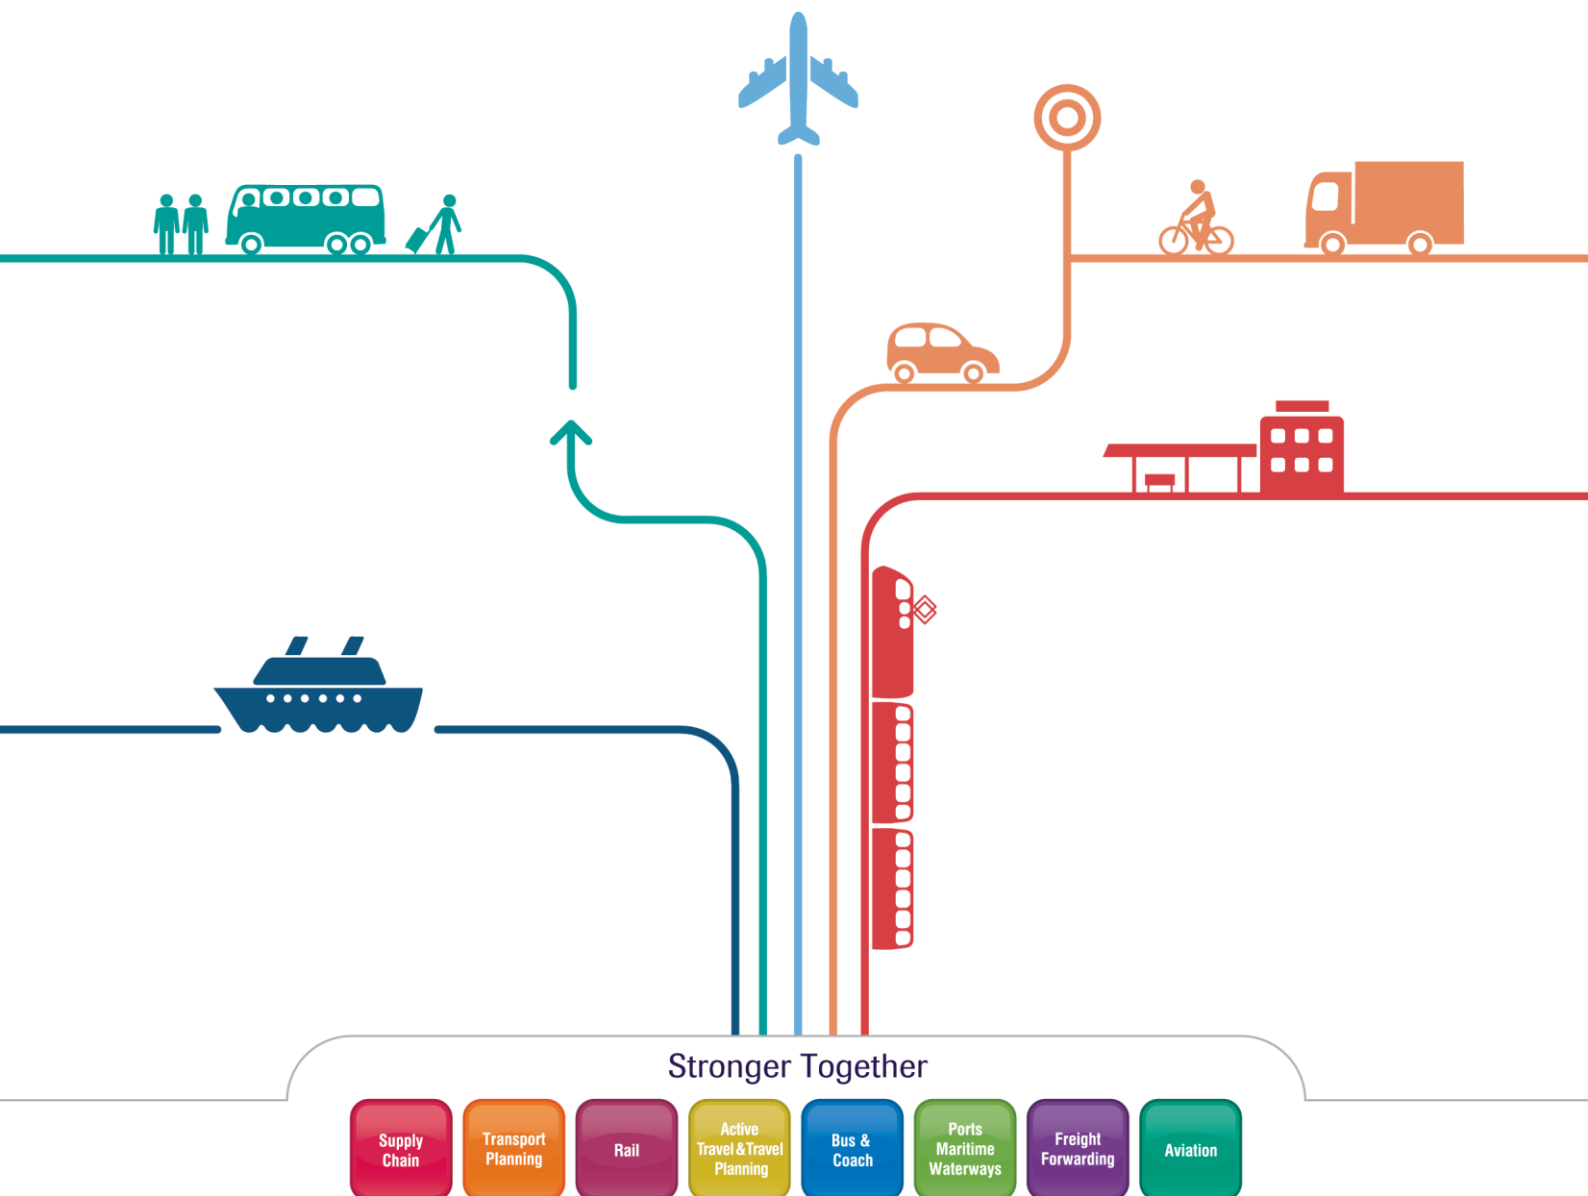 Stronger Together
Supply
Chain
Transport
Planning
Rail
Active
Travel & Travel
Planning
Bus &
Coach
Ports
Maritime
Waterways
Freight
Forwarding
Aviation